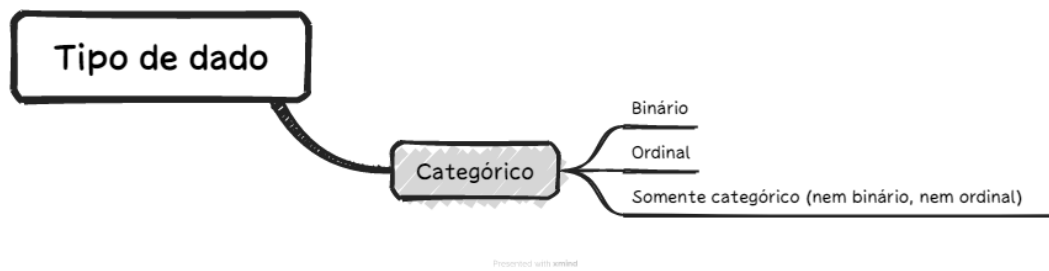 Tipo de dado
Binário
Ordinal
Categórico
Somente categórico (nem binário, nem ordinal)
Presented with xmind